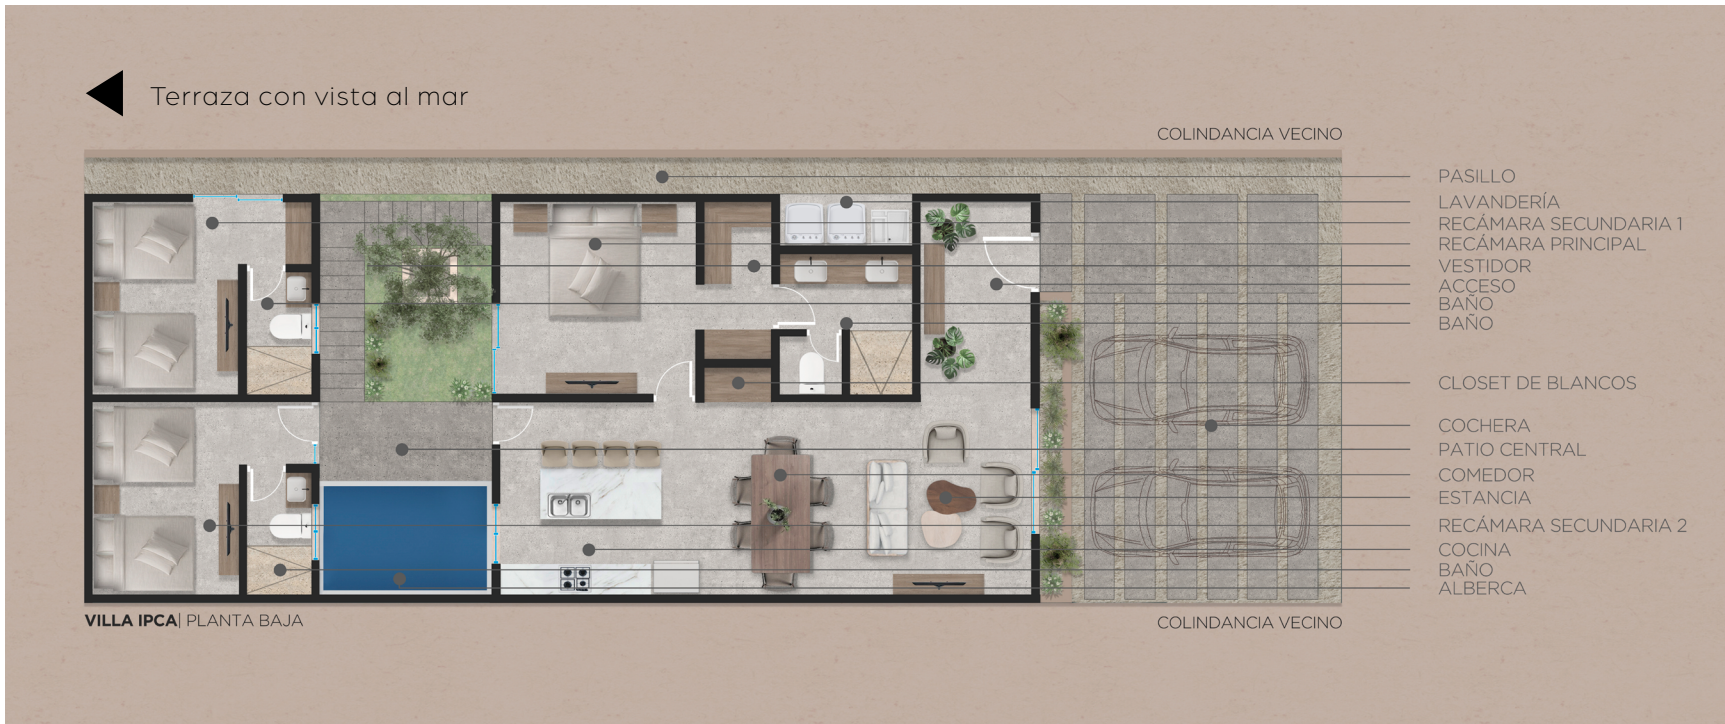 Terraza con vista al mar
COLINDANCIA VECINO
PASILLO
LAVANDERÍA
RECÁMARA SECUNDARIA 1
RECÁMARA PRINCIPAL
VESTIDOR
ACCESO
BAÑO
BAÑO
CLOSET DE BLANCOS
COCHERA
PATIO CENTRAL
COMEDOR
ESTANCIA
RECÁMARA SECUNDARIA 2
COCINA
BAÑO
ALBERCA
VILLA IPCA| PLANTA BAJA
COLINDANCIA VECINO